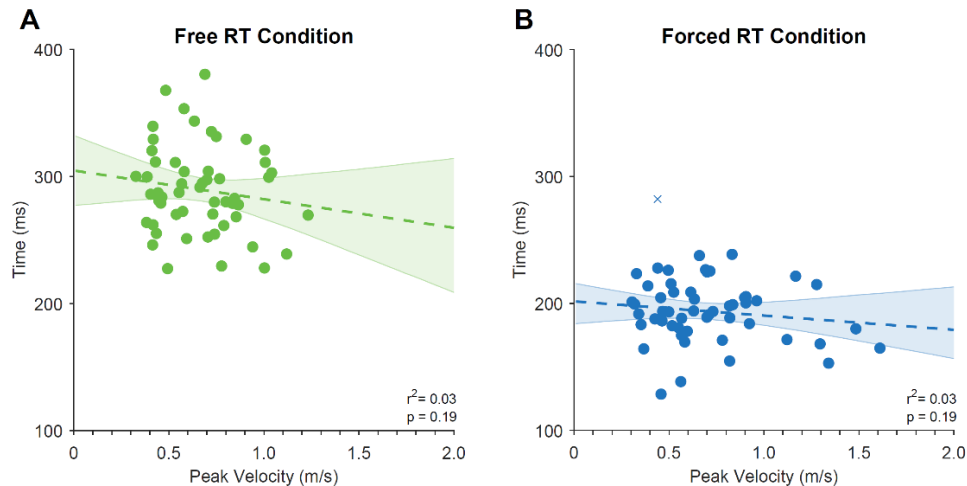 A
Free RT Condition
400
300
200
100
Time (ms)
0
0.5
1.0
1.5
2.0
Peak Velocity (m/s)
r²= 0.03
p = 0.19
B
Forced RT Condition
400
300
200
100
Time (ms)
0
0.5
1.0
1.5
2.0
Peak Velocity (m/s)
r²= 0.03
p = 0.19